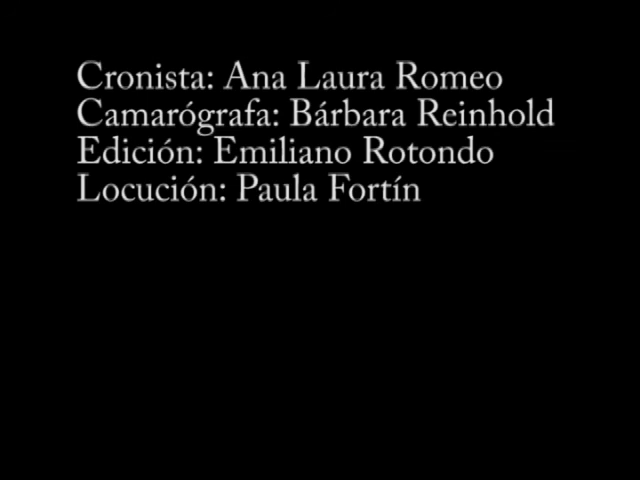 Cronista: Ana Laura Romeo
Camarógrafa: Bárbara Reinhold
Edición: Emiliano Rotondo
Locución: Paula Fortín